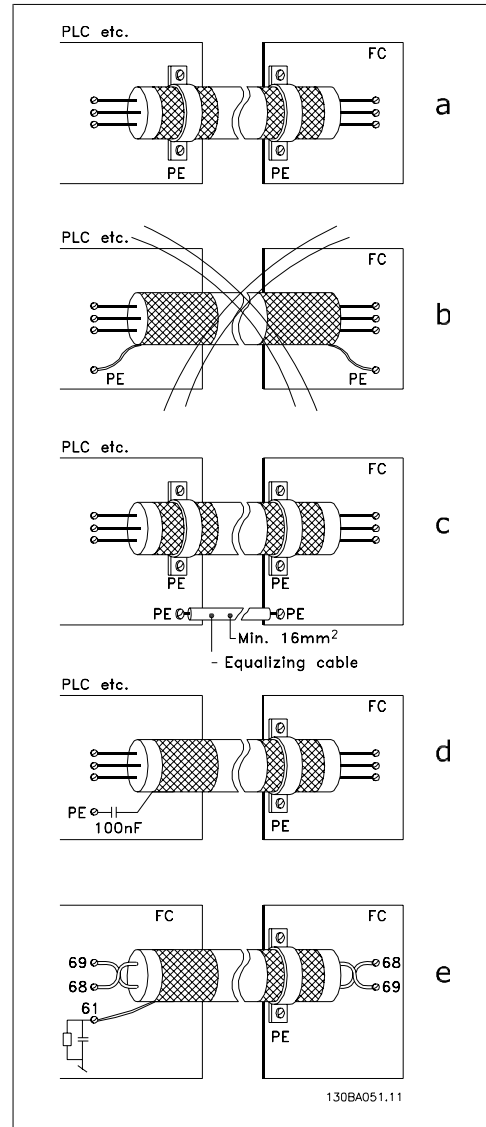 PLC etc.
FC
PE PE
a
PLC etc.
FC
PE PE
b
PLC etc.
FC
PE PE
PE PE
Min. 16mm²
- Equalizing cable
c
PLC etc.
FC
PE
100nF
PE
d
FC FC
69 68
68 69
61
PE
e
130BA051.11